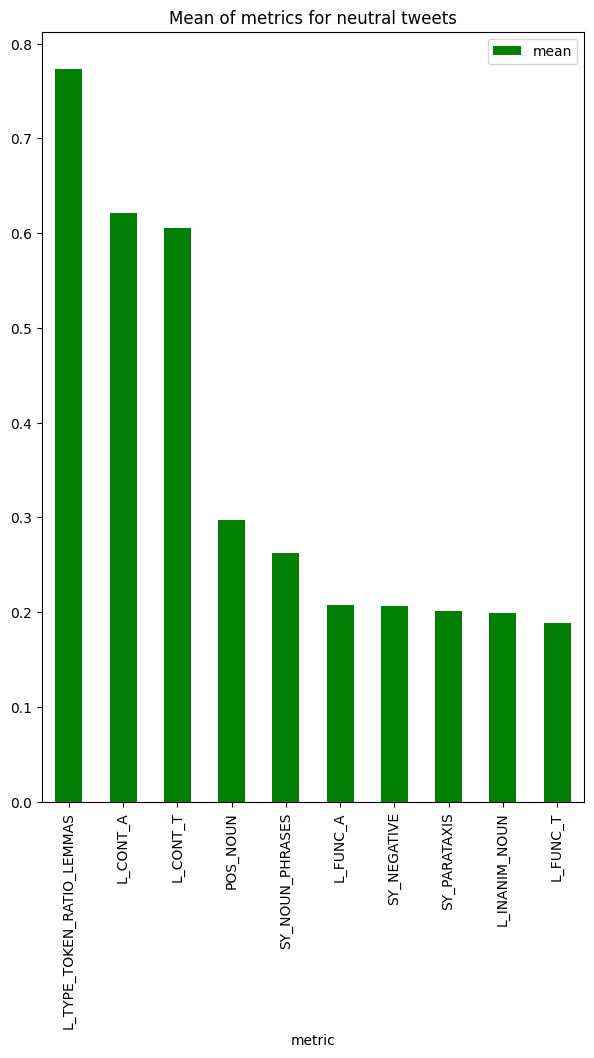 Mean of metrics for neutral tweets
mean
0.8
0.7
0.6
0.5
0.4
0.3
0.2
0.1
0.0
L_TYPE_TOKEN_RATIO_LEMMAS
L_CONT_A
L_CONT_T
POS_NOUN
SY_NOUN_PHRASES
L_FUNC_A
SY_NEGATIVE
SY_PARATAXIS
L_INANIM_NOUN
L_FUNC_T
metric